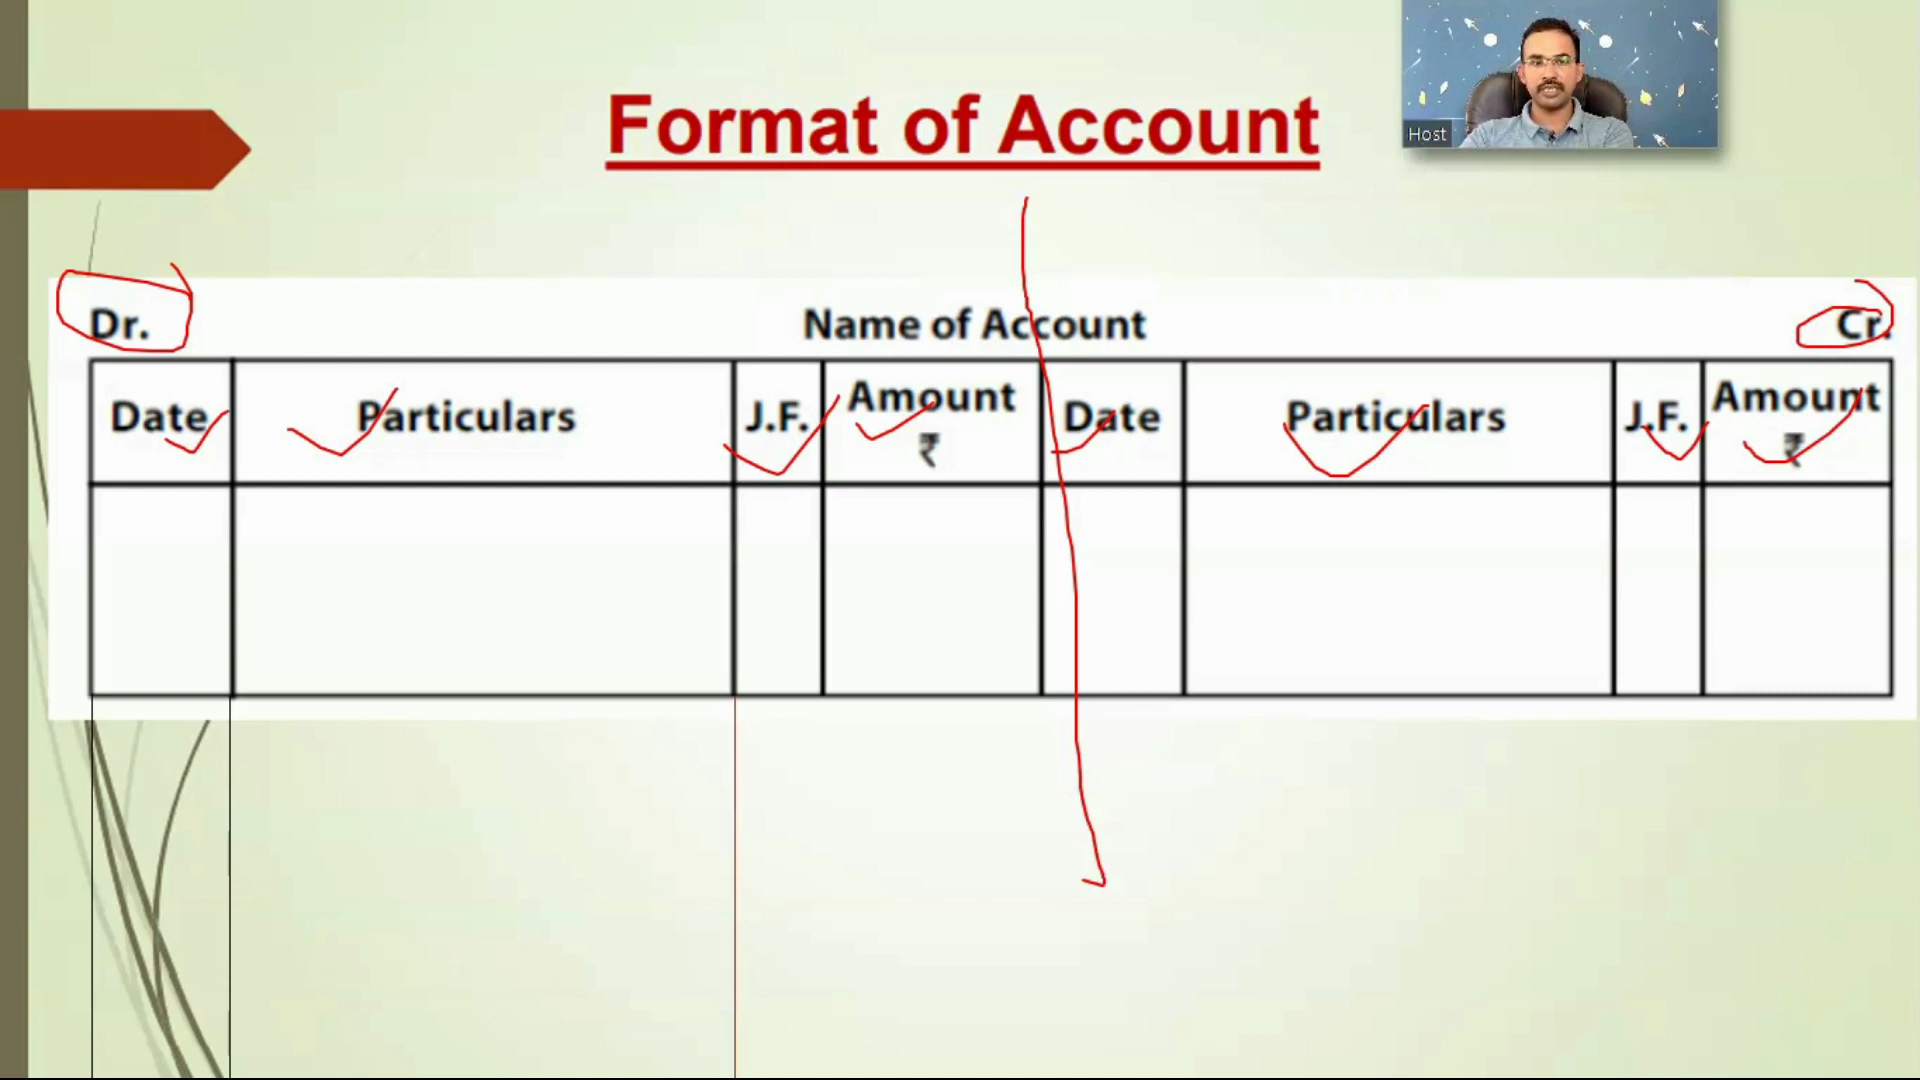 Format of Account
Host
Dr. Name of Account Cr.
Date Particulars J.F. Amount ₹ Date Particulars J.F. Amount ₹